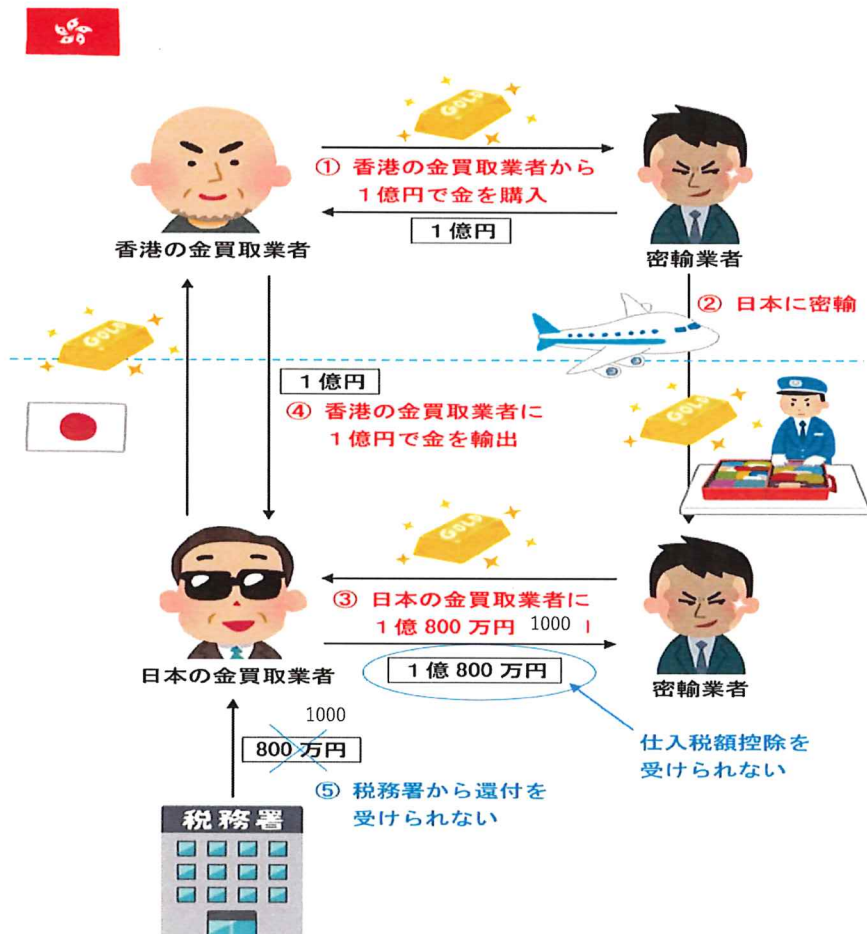 GOLD
① 香港の金買取業者から
1億円で金を購入
1億円
香港の金買取業者
密輸業者
② 日本に密輸
GOLD
1億円
④ 香港の金買取業者に
1億円で金を輸出
GOLD
GOLD
③ 日本の金買取業者に
1億800万円 1000
1億800万円
日本の金買取業者
密輸業者
1000
800万円
仕入税額控除を
受けられない
⑤ 税務署から還付を
受けられない
税務署